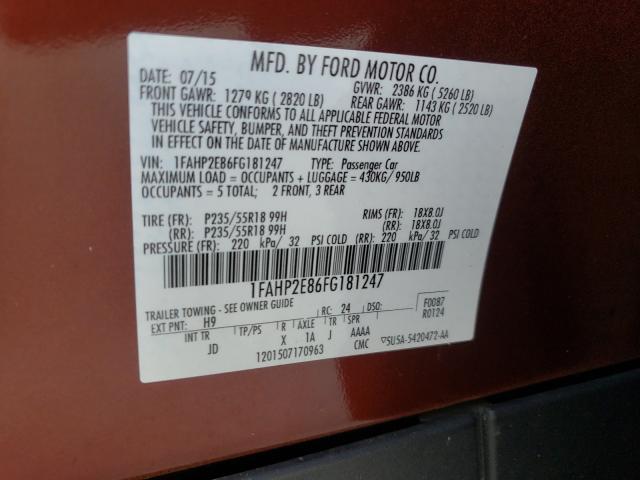 MFD. BY FORD MOTOR CO.
DATE: 07/15 GVWR: 2386 KG ( 5260 LB)
FRONT GAWR: 1279 KG ( 2820 LB) REAR GAWR: 1143 KG ( 2520 LB)
THIS VEHICLE CONFORMS TO ALL APPLICABLE FEDERAL MOTOR
VEHICLE SAFETY, BUMPER, AND THEFT PREVENTION STANDARDS
IN EFFECT ON THE DATE OF MANUFACTURE SHOWN ABOVE.
VIN: 1FAHP2E86FG181247 TYPE: Passenger Car
MAXIMUM LOAD = OCCUPANTS + LUGGAGE = 430KG/ 950LB
OCCUPANTS = 5 TOTAL; 2 FRONT, 3 REAR
TIRE (FR): P235/55R18 99H RIMS (FR): 18X8.0J
(RR): P235/55R18 99H (RR): 18X8.0J
PRESSURE (FR): 220 kPa/ 32 PSI COLD (RR): 220 kPa/ 32 PSI COLD
1FAHP2E86FG181247
TRAILER TOWING - SEE OWNER GUIDE RC: 24 DSO: F0087
EXT PNT: H9 R0124
INT TR TP/PS R AXLE TR SPR
JD X 1A J AAAA
1201507170963 CMC ▽5U5A-5420472-AA